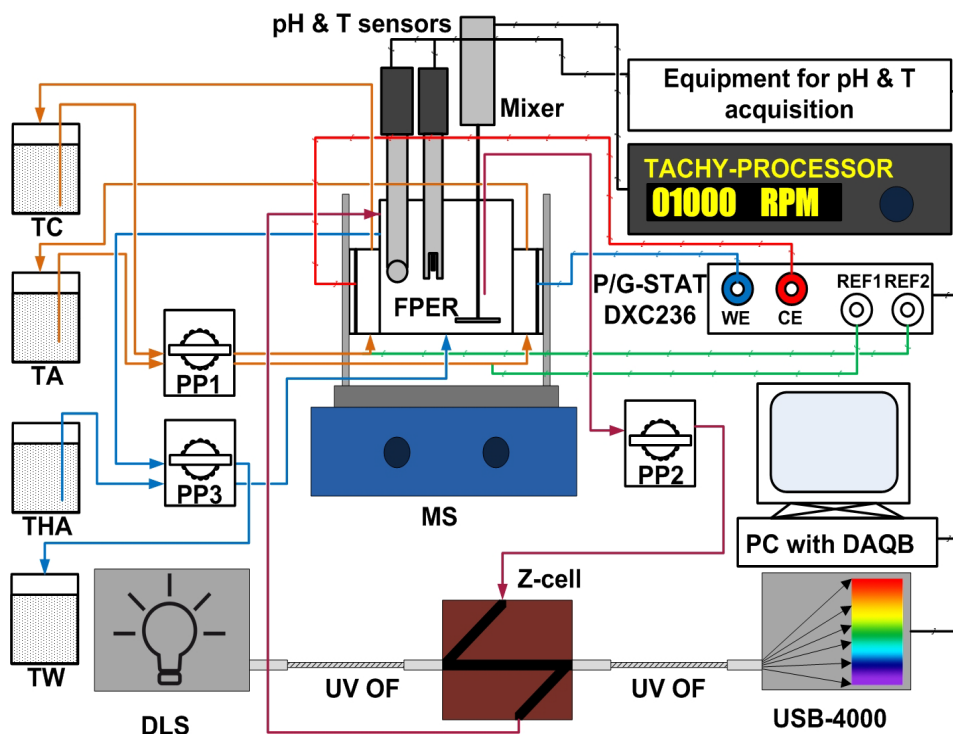 pH & T sensors
Mixer
Equipment for pH & T
acquisition
TACHY-PROCESSOR
01000 RPM
TC
TA
THA
TW
PP1
PP3
FPER
P/G-STAT
DXC236
WE
CE
REF1
REF2
MS
PP2
PC with DAQB
Z-cell
DLS
UV OF
UV OF
USB-4000